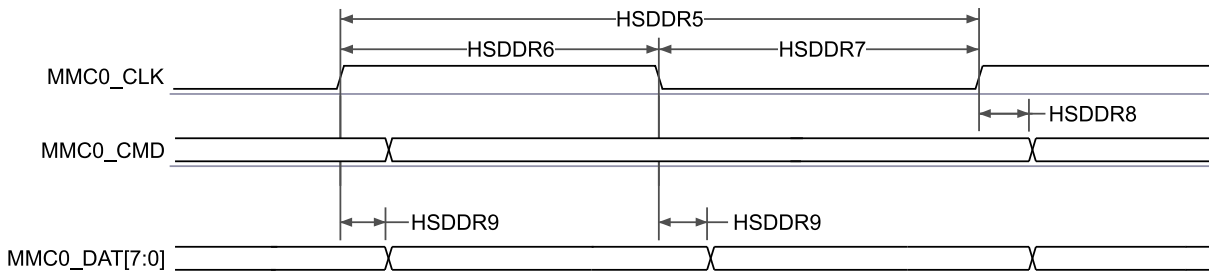 HSDDR5
HSDDR6
HSDDR7
MMC0_CLK
HSDDR8
MMC0_CMD
HSDDR9
HSDDR9
MMC0_DAT[7:0]